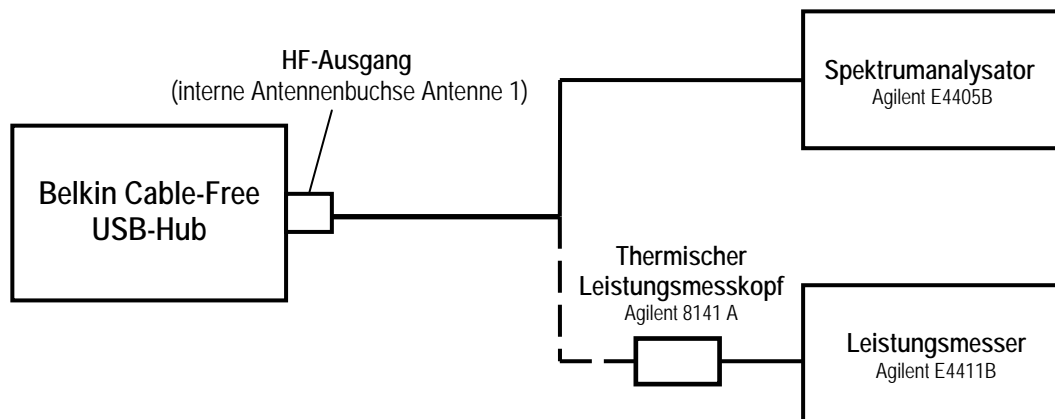 HF-Ausgang
(interne Antennenbuchse Antenne 1)
Spektrumanalysator
Agilent E4405B
Belkin Cable-Free
USB-Hub
Thermischer
Leistungsmesskopf
Agilent 8141 A
Leistungsmesser
Agilent E4411B